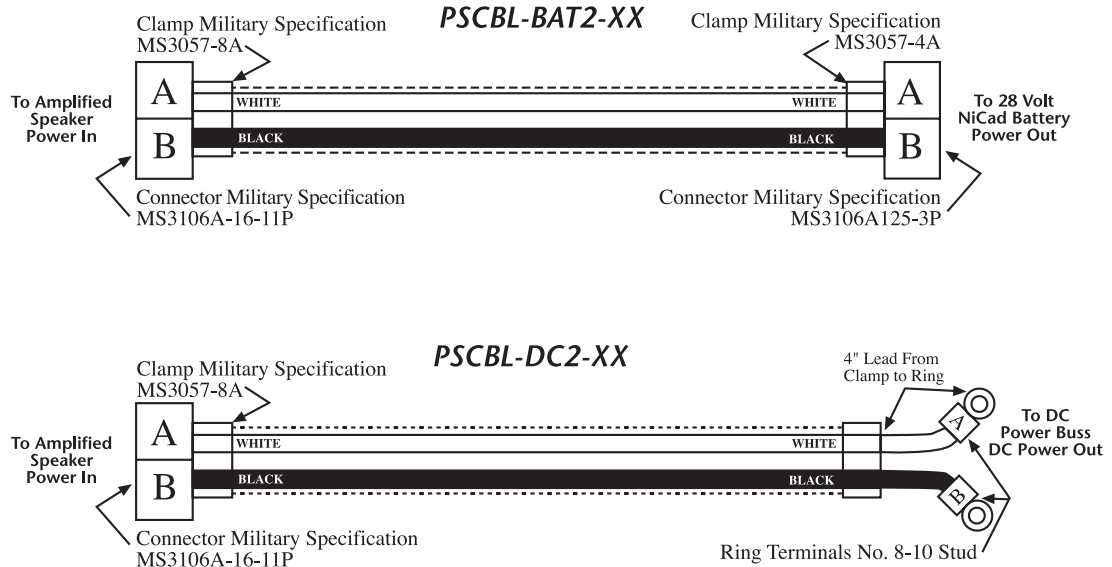 PSCBL-BAT2-XX
Clamp Military Specification
MS3057-8A
Clamp Military Specification
MS3057-4A
To Amplified
Speaker
Power In
A
B
WHITE
BLACK
WHITE
BLACK
A
B
To 28 Volt
NiCad Battery
Power Out
Connector Military Specification
MS3106A-16-11P
Connector Military Specification
MS3106A125-3P
PSCBL-DC2-XX
Clamp Military Specification
MS3057-8A
4" Lead From
Clamp to Ring
To Amplified
Speaker
Power In
A
B
WHITE
BLACK
WHITE
BLACK
A
B
To DC
Power Buss
DC Power Out
Connector Military Specification
MS3106A-16-11P
Ring Terminals No. 8-10 Stud